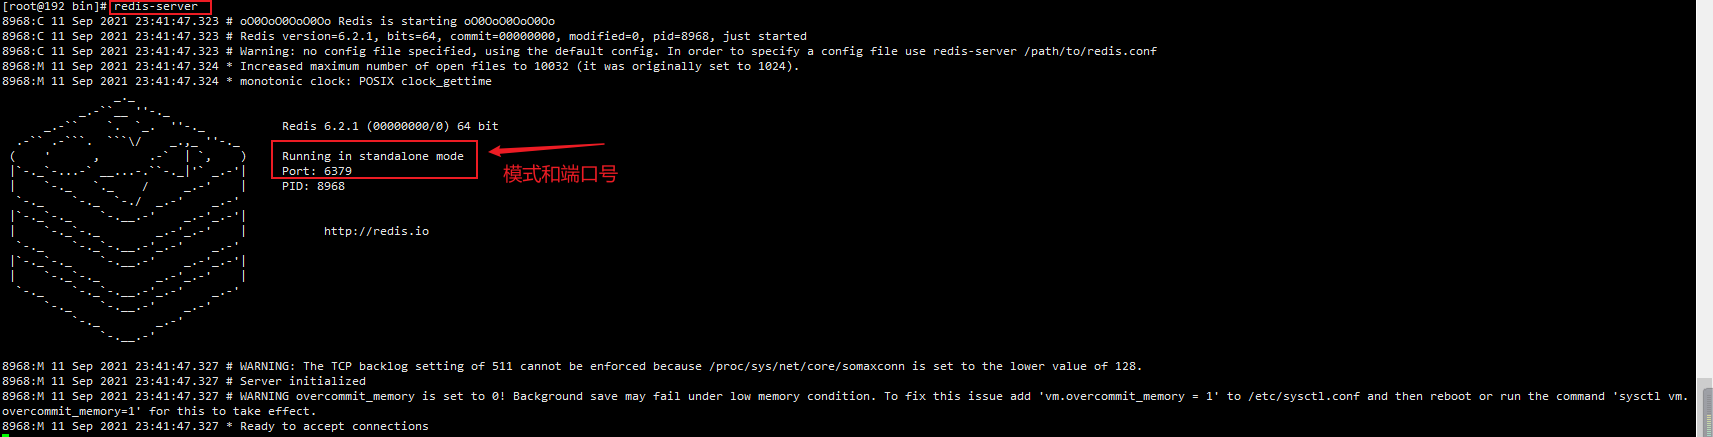 [root@192 bin]# redis-server
8968:C 11 Sep 2021 23:41:47.323 # oO0OoO0OoO0Oo Redis is starting oO0OoO0OoO0Oo
8968:C 11 Sep 2021 23:41:47.323 # Redis version=6.2.1, bits=64, commit=00000000, modified=0, pid=8968, just started
8968:C 11 Sep 2021 23:41:47.323 # Warning: no config file specified, using the default config. In order to specify a config file use redis-server /path/to/redis.conf
8968:M 11 Sep 2021 23:41:47.324 * Increased maximum number of open files to 10032 (it was originally set to 1024).
8968:M 11 Sep 2021 23:41:47.324 * monotonic clock: POSIX clock_gettime
Redis 6.2.1 (00000000/0) 64 bit
Running in standalone mode
Port: 6379
模式和端口号
PID: 8968
http://redis.io
8968:M 11 Sep 2021 23:41:47.327 # WARNING: The TCP backlog setting of 511 cannot be enforced because /proc/sys/net/core/somaxconn is set to the lower value of 128.
8968:M 11 Sep 2021 23:41:47.327 # Server initialized
8968:M 11 Sep 2021 23:41:47.327 # WARNING overcommit_memory is set to 0! Background save may fail under low memory condition. To fix this issue add 'vm.overcommit_memory = 1' to /etc/sysctl.conf and then reboot or run the command 'sysctl vm.
overcommit_memory=1' for this to take effect.
8968:M 11 Sep 2021 23:41:47.327 * Ready to accept connections